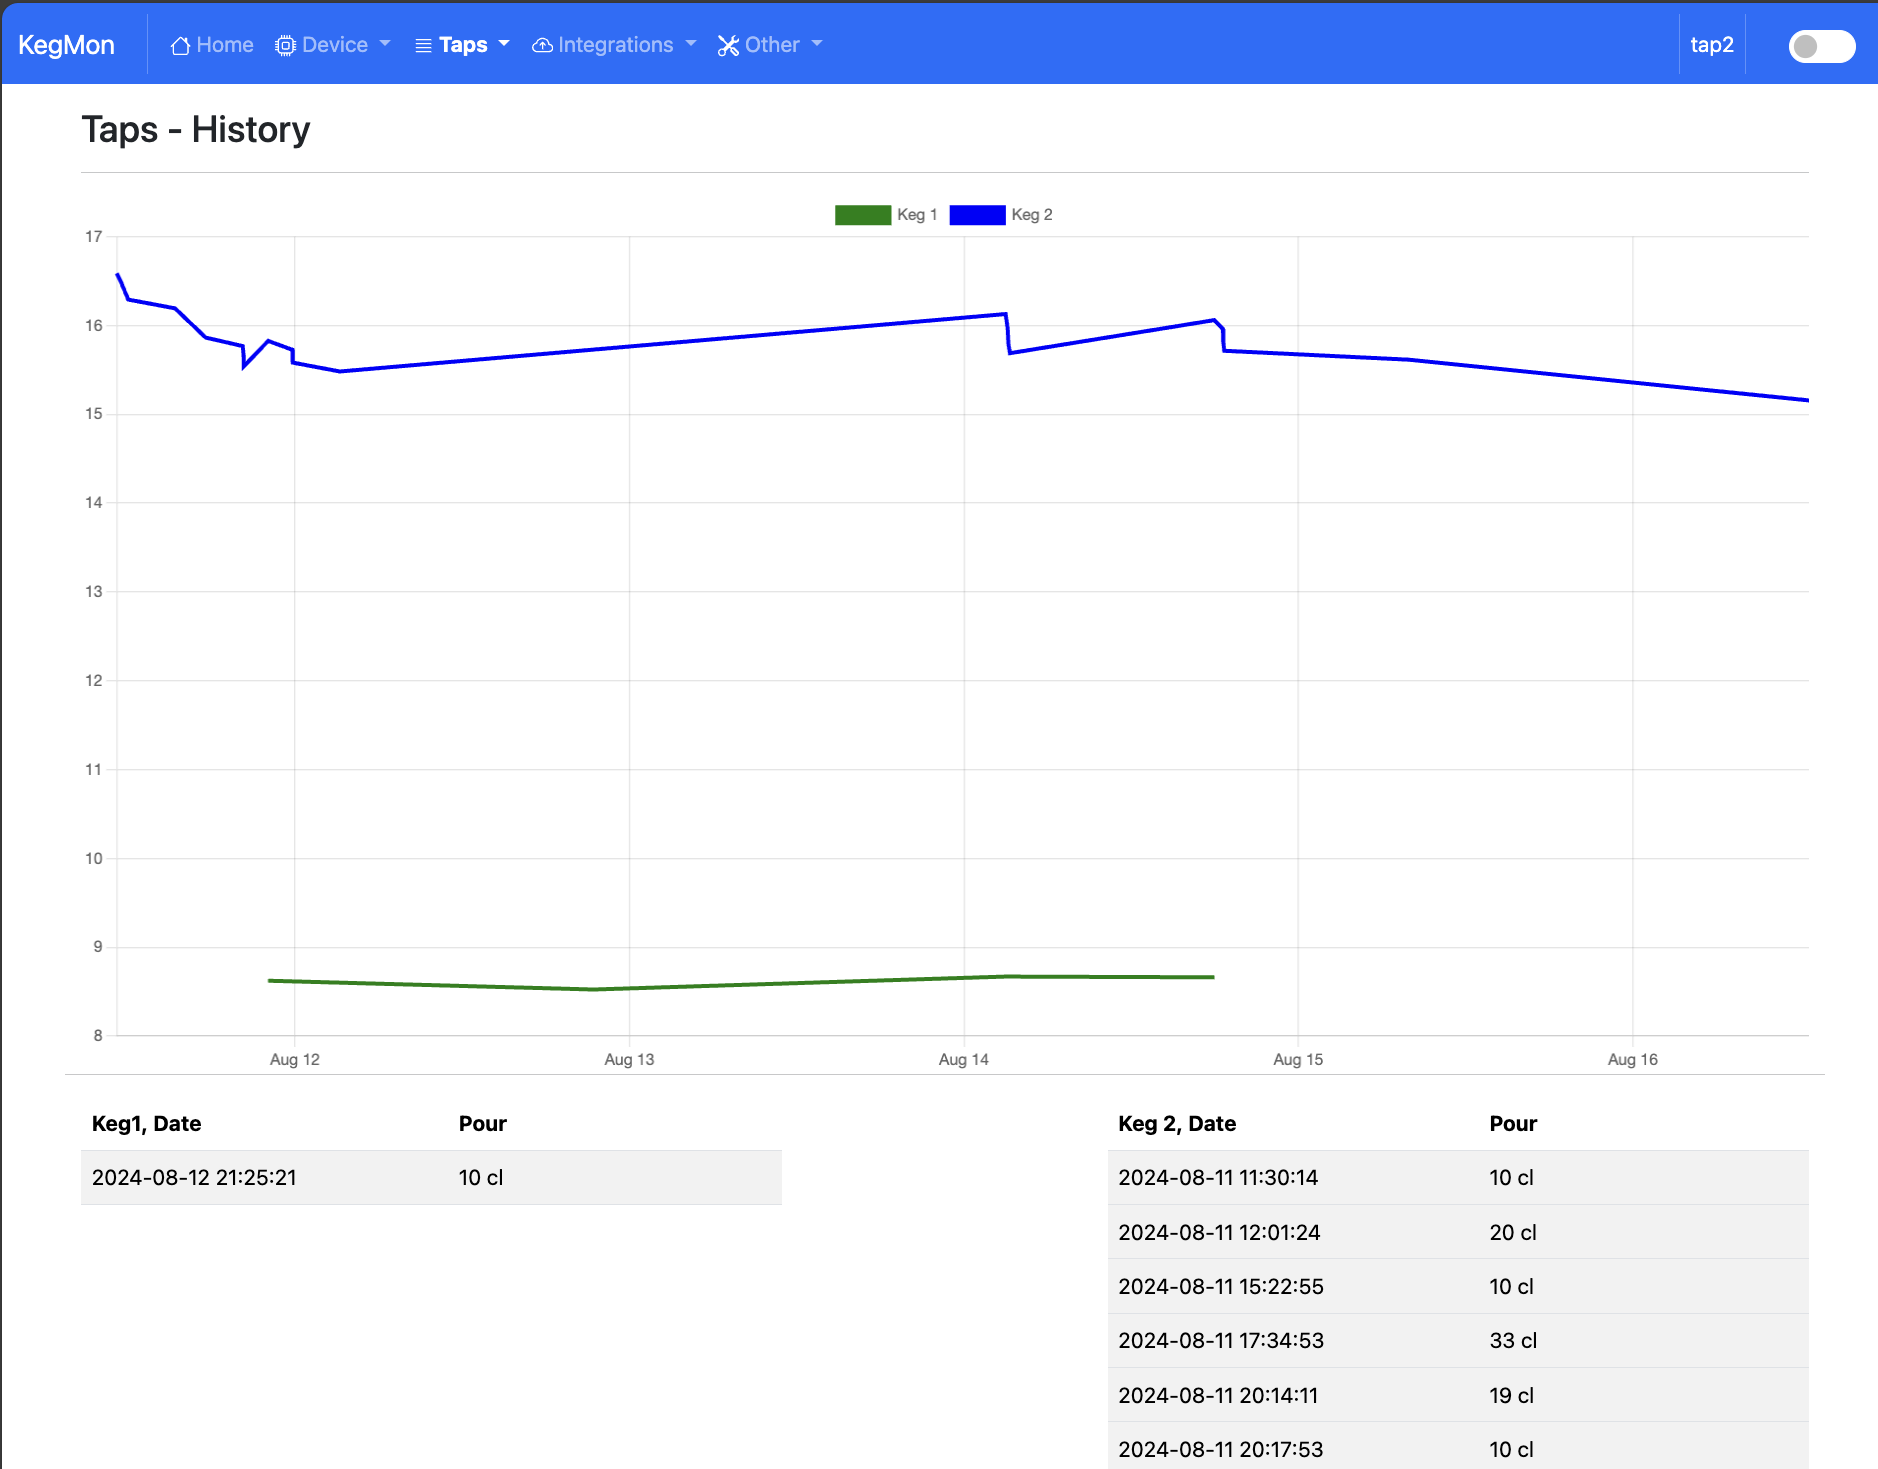 KegMon Home Device Taps Integrations Other tap2
Taps - History
Keg 1 Keg 2
17
16
15
14
13
12
11
10
9
8
Aug 12 Aug 13 Aug 14 Aug 15 Aug 16
Keg1, Date Pour
2024-08-12 21:25:21 10 cl
Keg 2, Date Pour
2024-08-11 11:30:14 10 cl
2024-08-11 12:01:24 20 cl
2024-08-11 15:22:55 10 cl
2024-08-11 17:34:53 33 cl
2024-08-11 20:14:11 19 cl
2024-08-11 20:17:53 10 cl